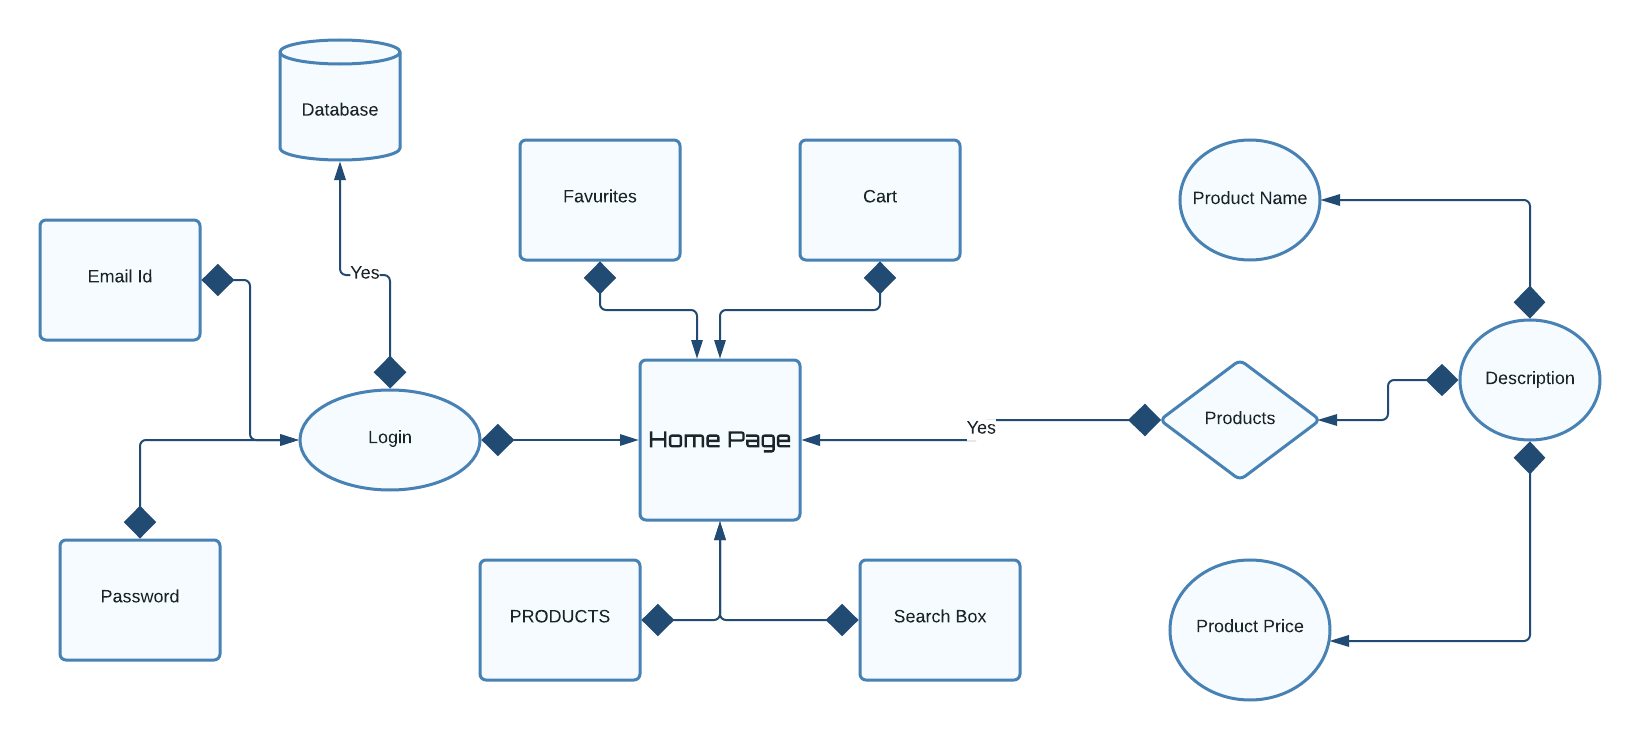 Database
Favurites
Cart
Product Name
Email Id
Yes
Description
Products
Yes
Login
Home Page
Password
PRODUCTS
Search Box
Product Price